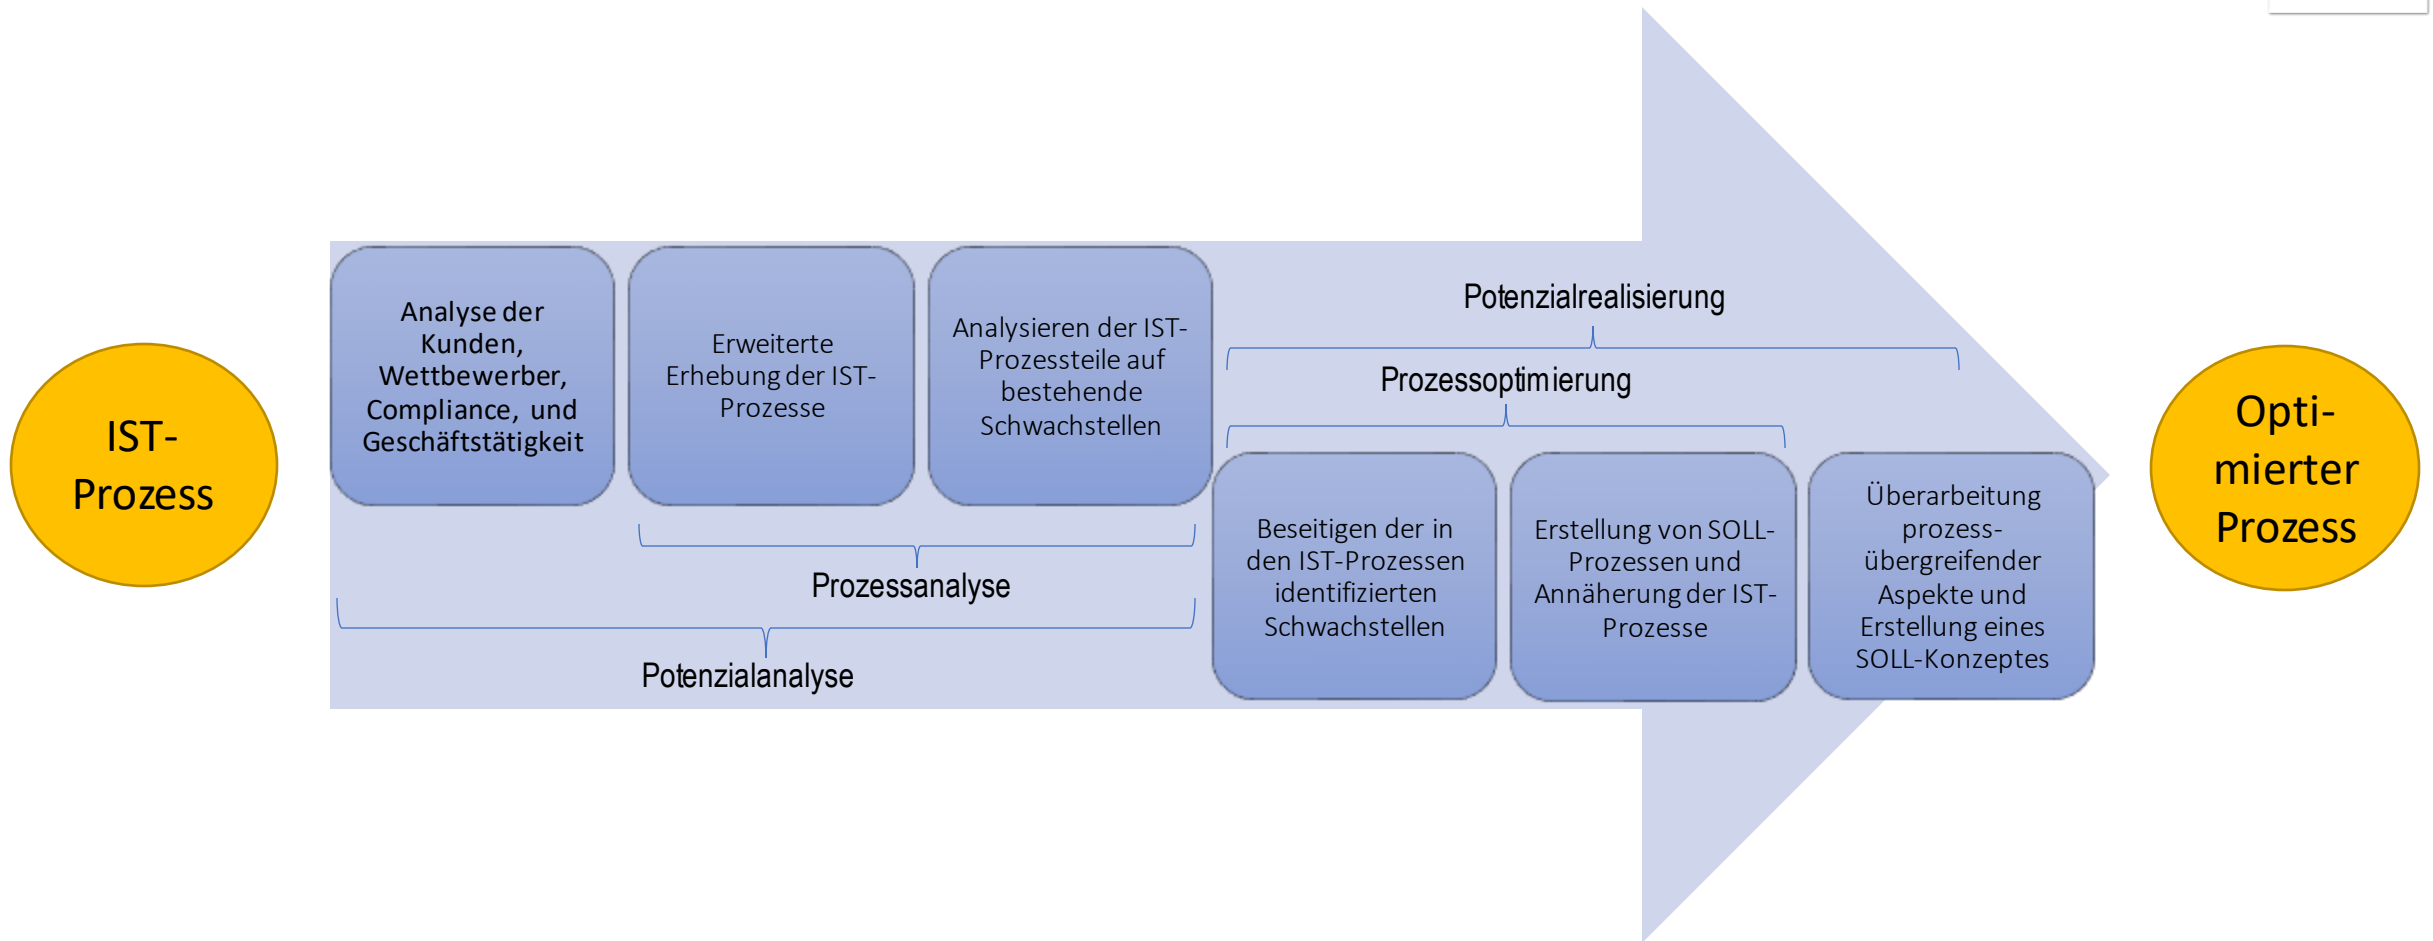 IST-
Prozess
Analyse der
Kunden,
Wettbewerber,
Compliance, und
Geschäftstätigkeit
Erweiterte
Erhebung der IST-
Prozesse
Analysieren der IST-
Prozessteile auf
bestehende
Schwachstellen
Prozessanalyse
Potenzialanalyse
Potenzialrealisierung
Prozessoptimierung
Beseitigen der in
den IST-Prozessen
identifizierten
Schwachstellen
Erstellung von SOLL-
Prozessen und
Annäherung der IST-
Prozesse
Überarbeitung
prozess-
übergreifender
Aspekte und
Erstellung eines
SOLL-Konzeptes
Opti-
mierter
Prozess